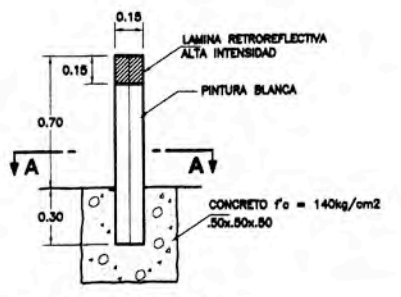 0.15
LAMINA RETROREFLECTIVA
ALTA INTENSIDAD
0.15
PINTURA BLANCA
0.70
A A
0.30
CONCRETO f'c = 140kg/cm2
.50x.50x.50